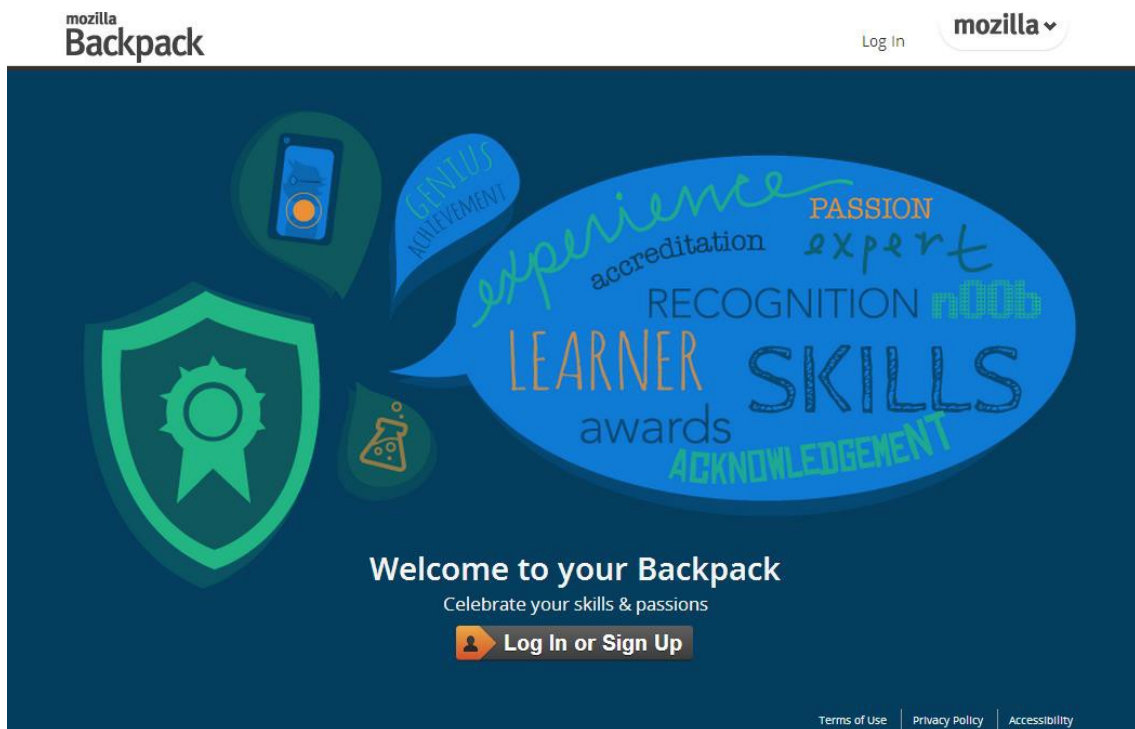 mozilla
Backpack
Log In
mozilla
GENIUS
ACHIEVEMENT
experience
PASSION
accreditation
expert
RECOGNITION
n00b
LEARNER
SKILLS
awards
ACKNOWLEDGEMENT
Welcome to your Backpack
Celebrate your skills & passions
Log In or Sign Up
Terms of Use
Privacy Policy
Accessibility